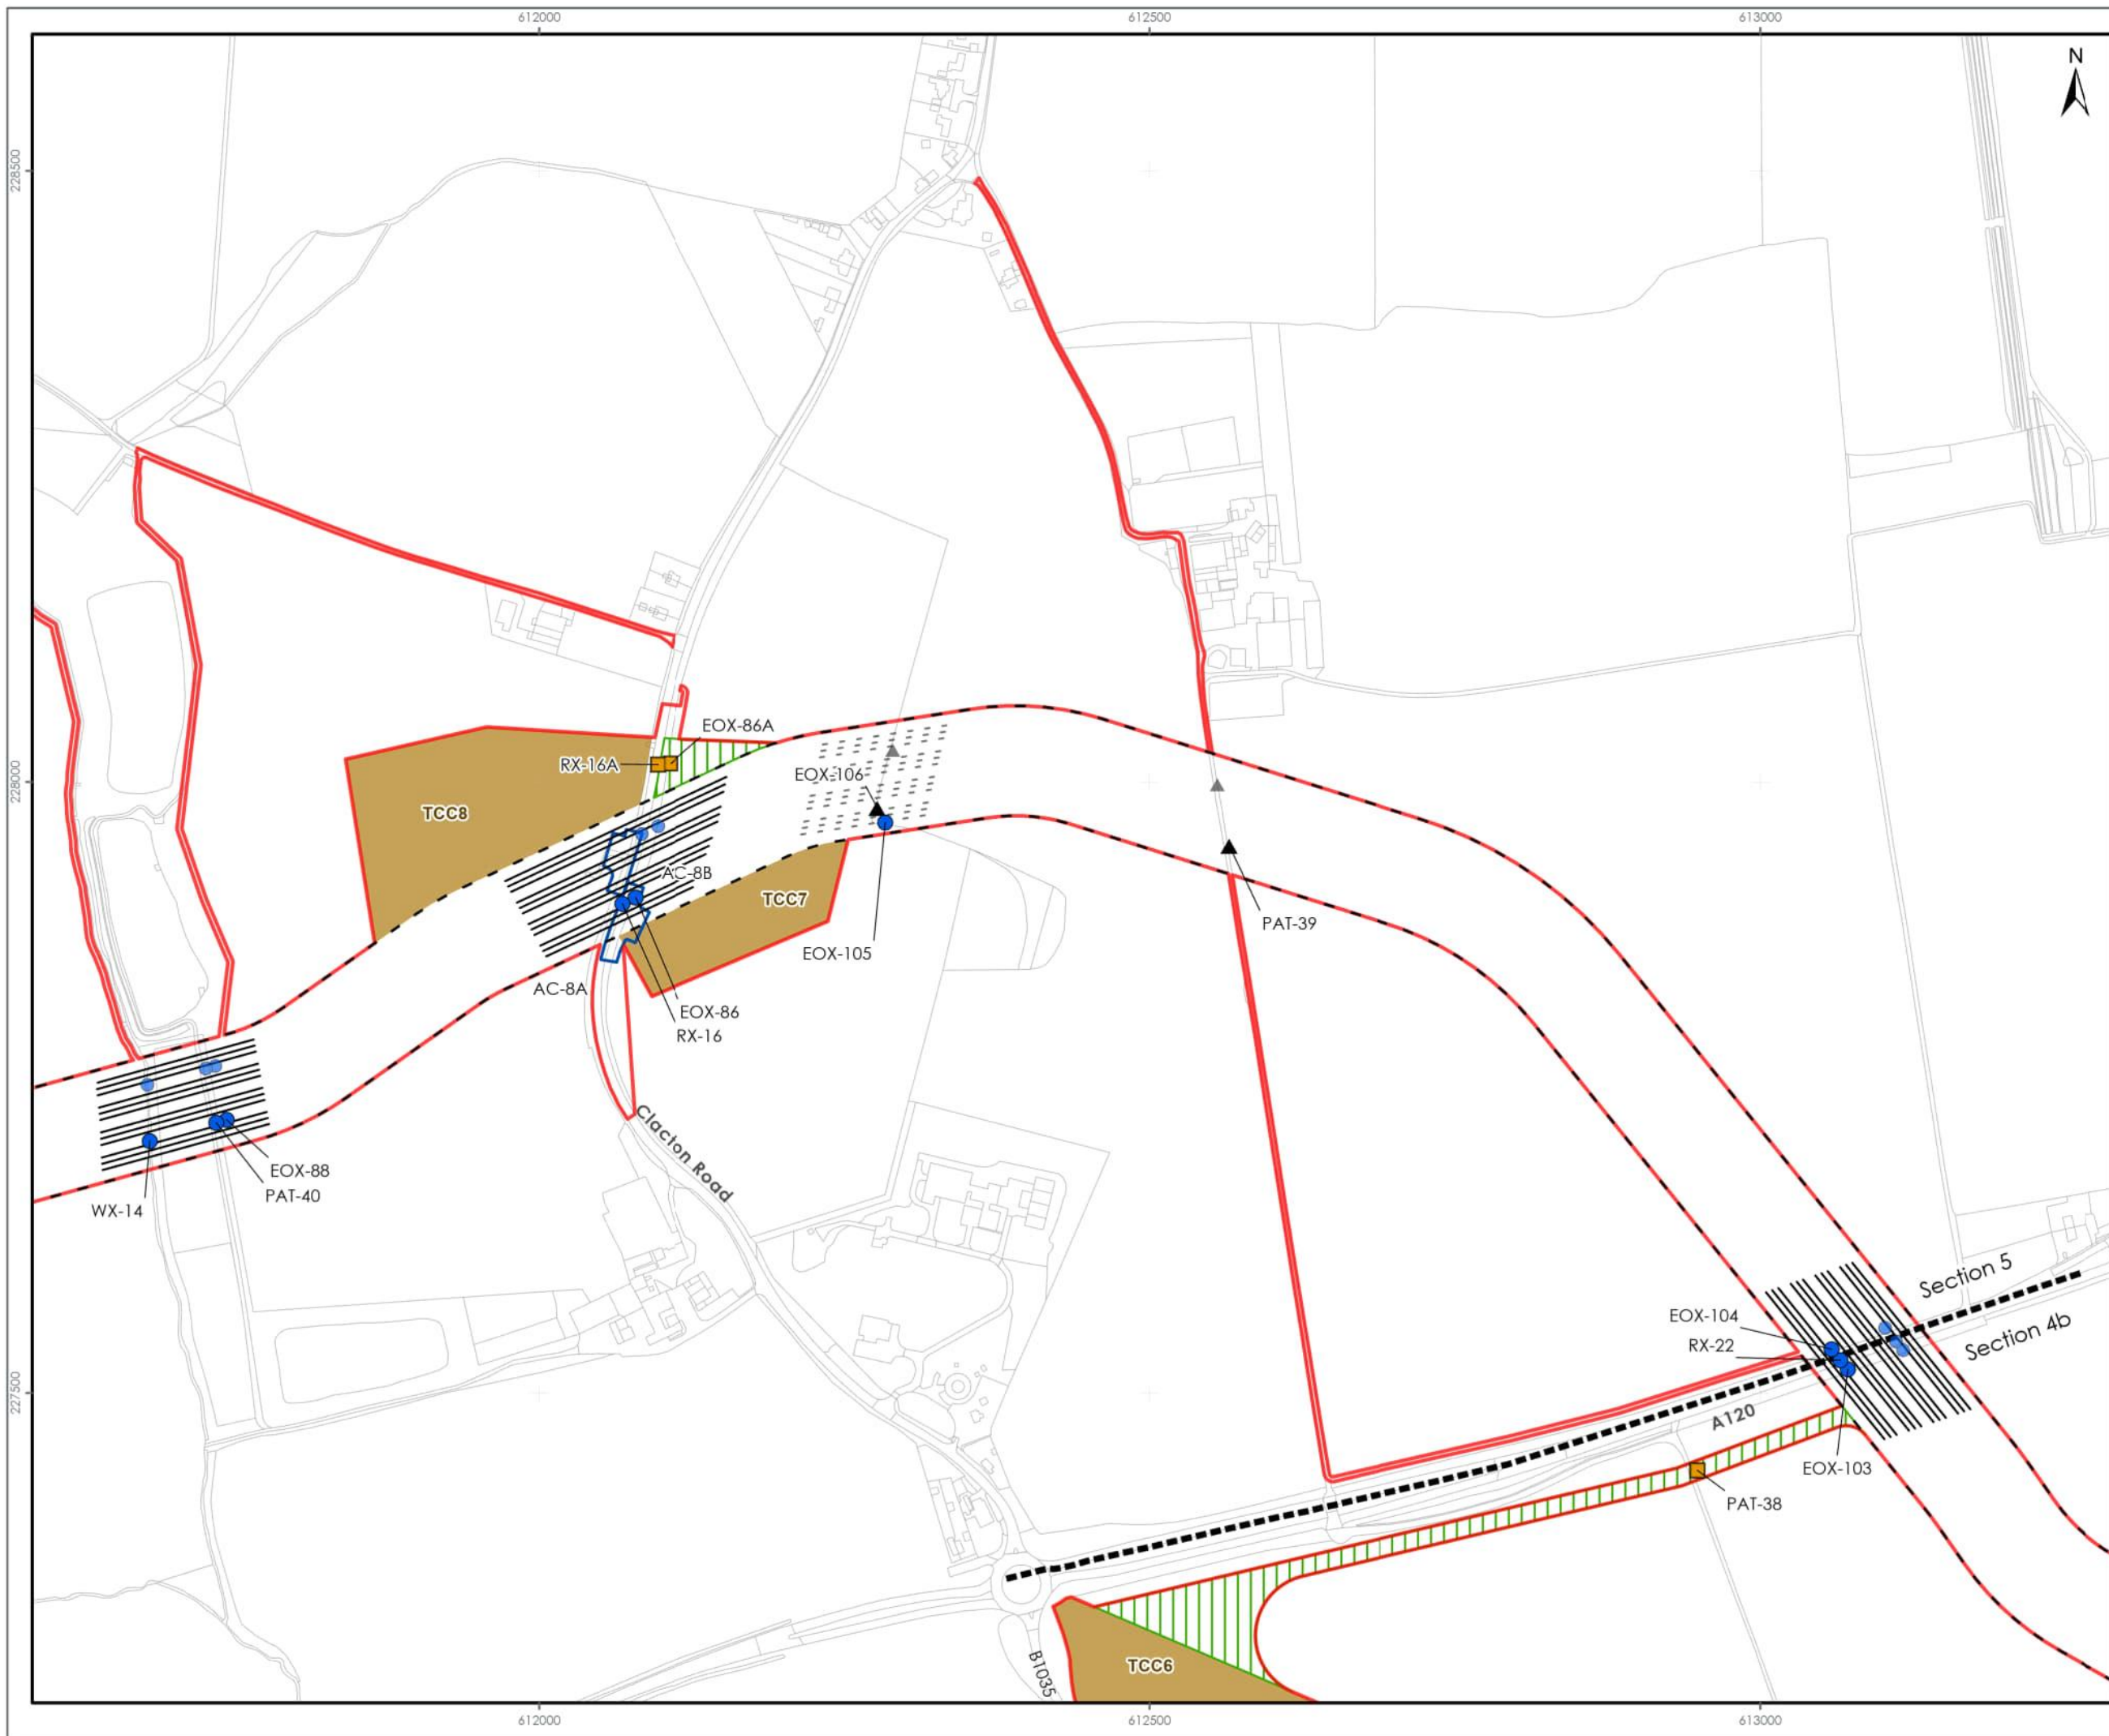 612000
612500
613000
N
228500
EOX-86A
RX-16A
228000
EOX-106
TCC8
AC-8B
TCC7
PAT-39
EOX-105
AC-8A
EOX-86
RX-16
Clacton Road
EOX-88
PAT-40
WX-14
Section 5
EOX-104
Section 4b
RX-22
227500
A120
EOX-103
PAT-38
TCC6
B1035
612000
612500
613000